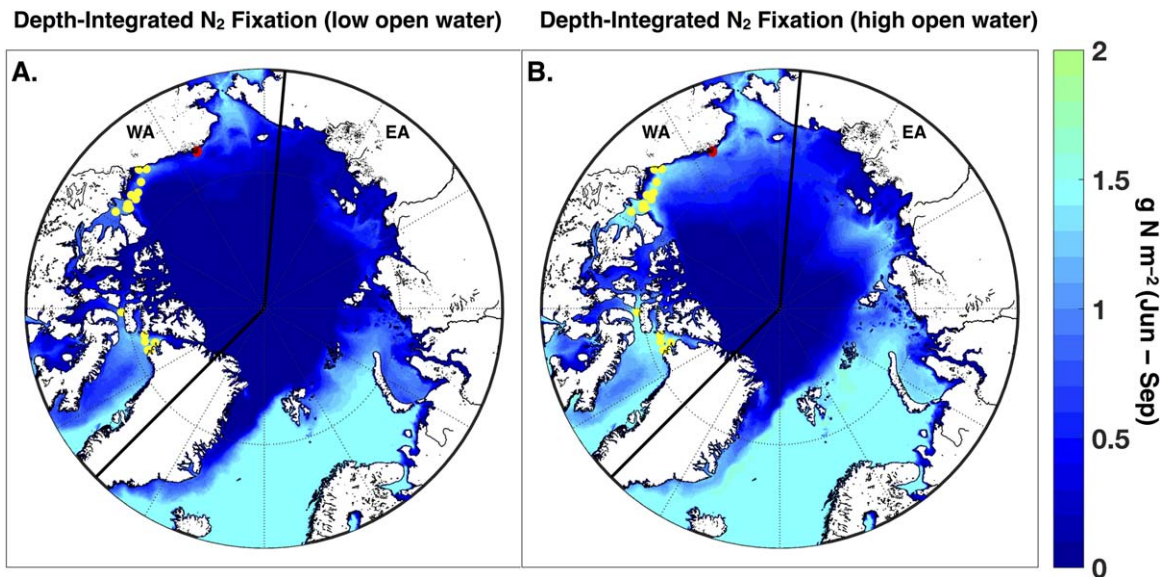 Depth-Integrated N₂ Fixation (low open water)
Depth-Integrated N₂ Fixation (high open water)
A.
WA
EA
B.
WA
EA
2
1.5
1
0.5
0
g N m⁻² (Jun – Sep)